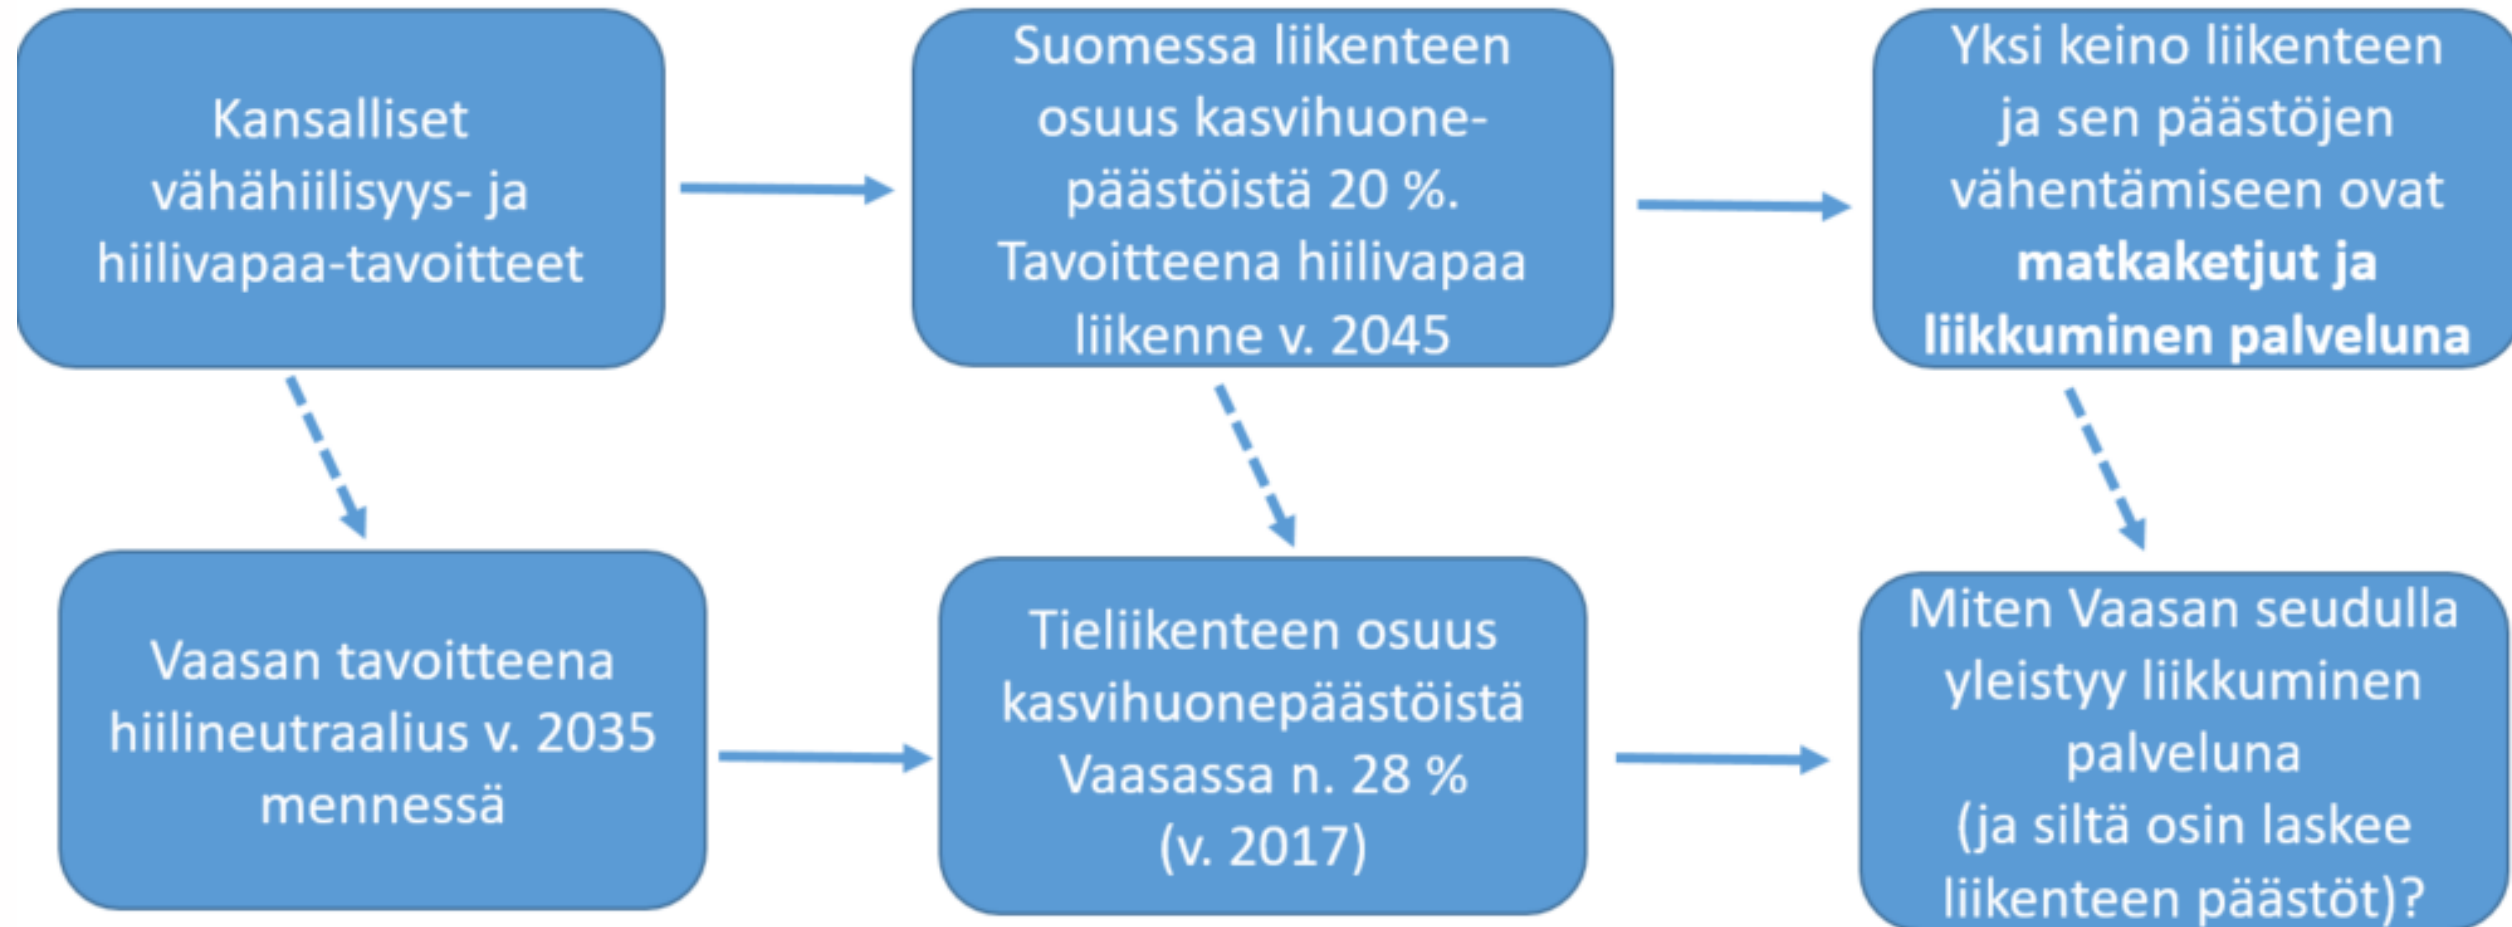 Kansalliset
vähähiilisyys- ja
hiilivapaa-tavoitteet
Suomessa liikenteen
osuus kasvihuone-
päästöistä 20 %.
Tavoitteena hiilivapaa
liikenne v. 2045
Yksi keino liikenteen
ja sen päästöjen
vähentämiseen ovat
matkaketjut ja
liikkuminen palveluna
Vaasan tavoitteena
hiilineutraalius v. 2035
mennessä
Tieliikenteen osuus
kasvihuonepäästöistä
Vaasassa n. 28 %
(v. 2017)
Miten Vaasan seudulla
yleistyy liikkuminen
palveluna
(ja siltä osin laskee
liikenteen päästöt)?